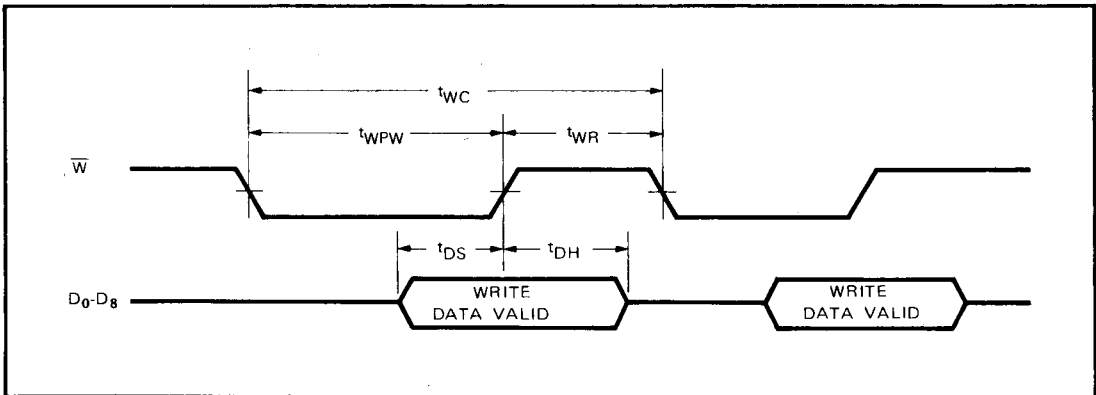 tWC
tWPW
tWR
W̅
tDS
tDH
D0-D8
WRITE
DATA VALID
WRITE
DATA VALID